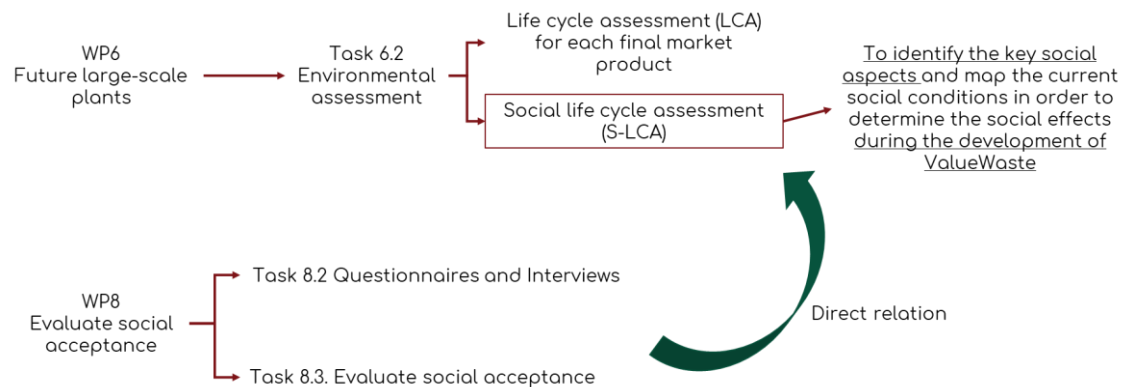 WP6
Future large-scale
plants
Task 6.2
Environmental
assessment
Life cycle assessment (LCA)
for each final market
product
Social life cycle assessment
(S-LCA)
To identify the key social
aspects and map the current
social conditions in order to
determine the social effects
during the development of
ValueWaste
WP8
Evaluate social
acceptance
Task 8.2 Questionnaires and Interviews
Task 8.3. Evaluate social acceptance
Direct relation